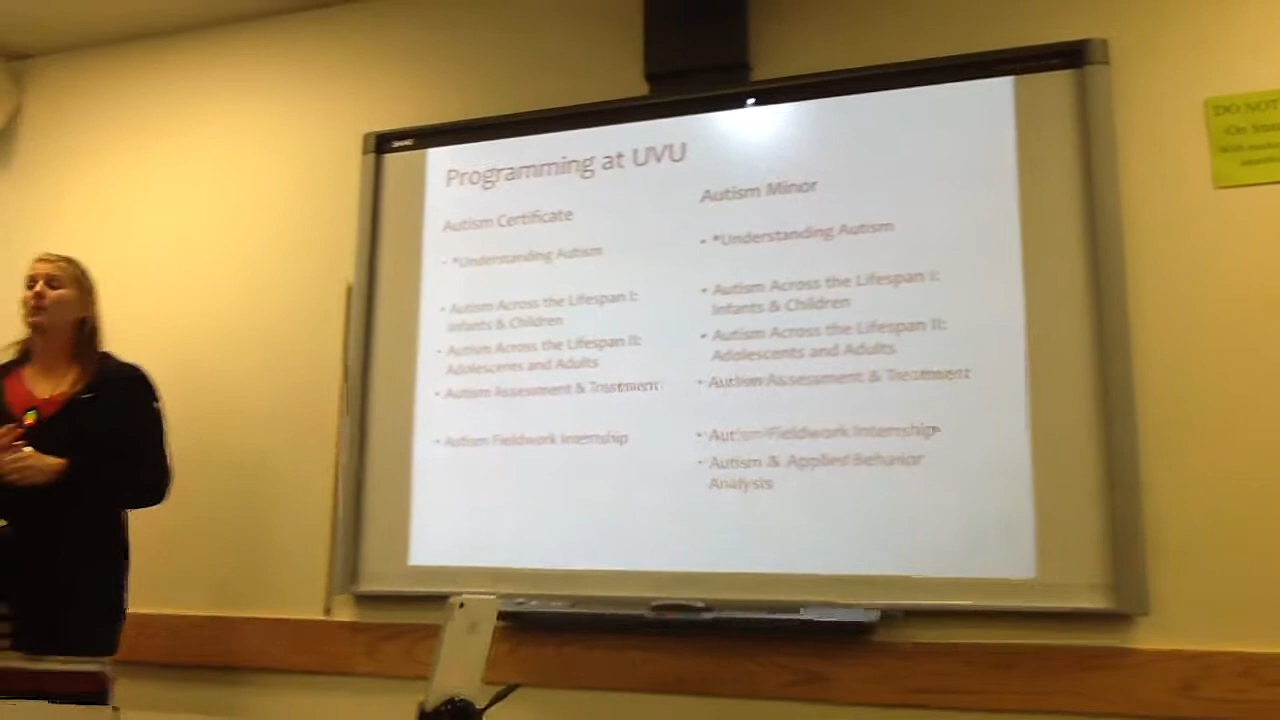 Programming at UVU
Autism Certificate
• *Understanding Autism
• Autism Across the Lifespan I:
Infants & Children
• Autism Across the Lifespan II:
Adolescents and Adults
• Autism Assessment & Treatment
• Autism Fieldwork Internship
Autism Minor
• *Understanding Autism
• Autism Across the Lifespan I:
Infants & Children
• Autism Across the Lifespan II:
Adolescents and Adults
• Autism Assessment & Treatment
• Autism Fieldwork Internship
• Autism & Applied Behavior
Analysis
DO NOT